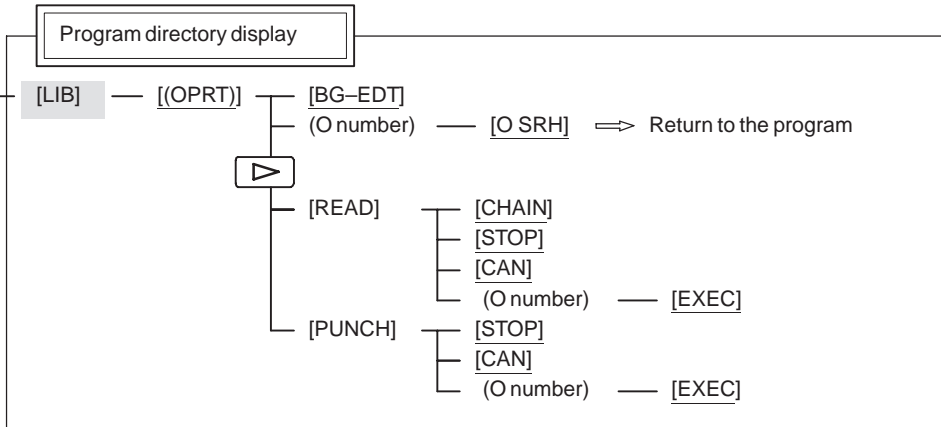 Program directory display
[LIB] [(OPRT)] [BG–EDT]
(O number) [O SRH] Return to the program
[READ] [CHAIN]
[STOP]
[CAN]
(O number) [EXEC]
[PUNCH] [STOP]
[CAN]
(O number) [EXEC]